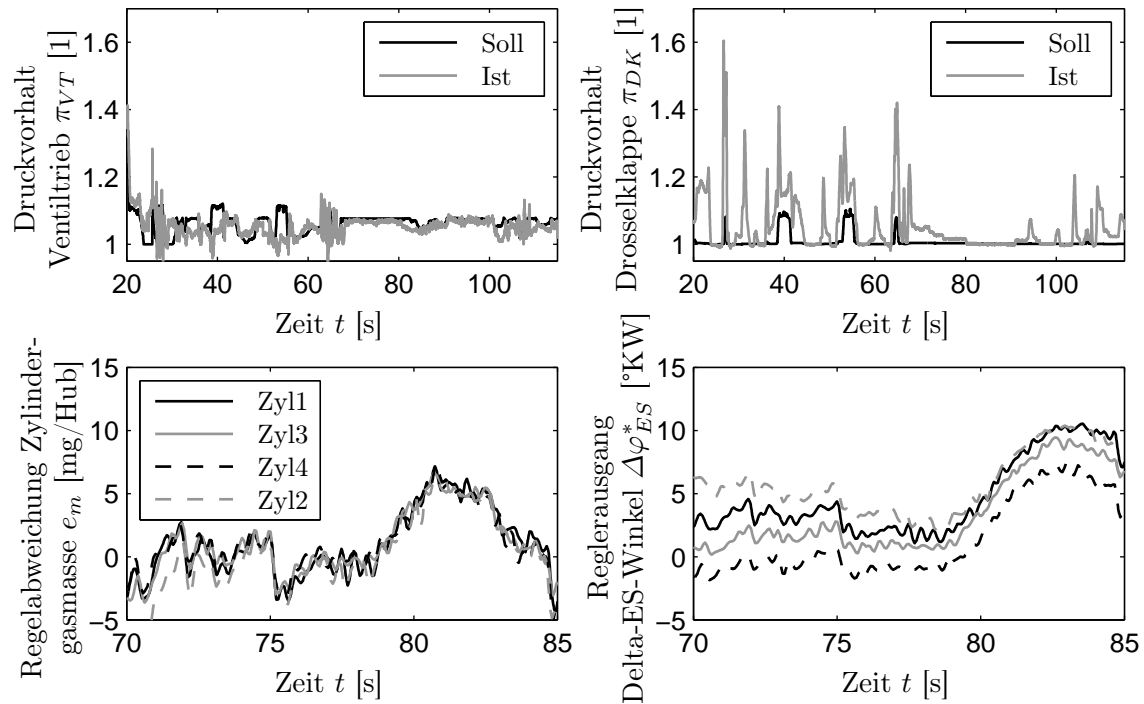 Druckvorhalt
Ventiltrieb π_VT [1]
1.6
1.4
1.2
1
20 40 60 80 100
Zeit t [s]
Soll
Ist
Druckvorhalt
Drosselklappe π_DK [1]
1.6
1.4
1.2
1
20 40 60 80 100
Zeit t [s]
Soll
Ist
Regelabweichung Zylinder-
gasmasse e_m [mg/Hub]
15
10
5
0
−5
70 75 80 85
Zeit t [s]
Zyl1
Zyl3
Zyl4
Zyl2
Reglerausgang
Delta-ES-Winkel Δφ*_ES [°KW]
15
10
5
0
−5
70 75 80 85
Zeit t [s]